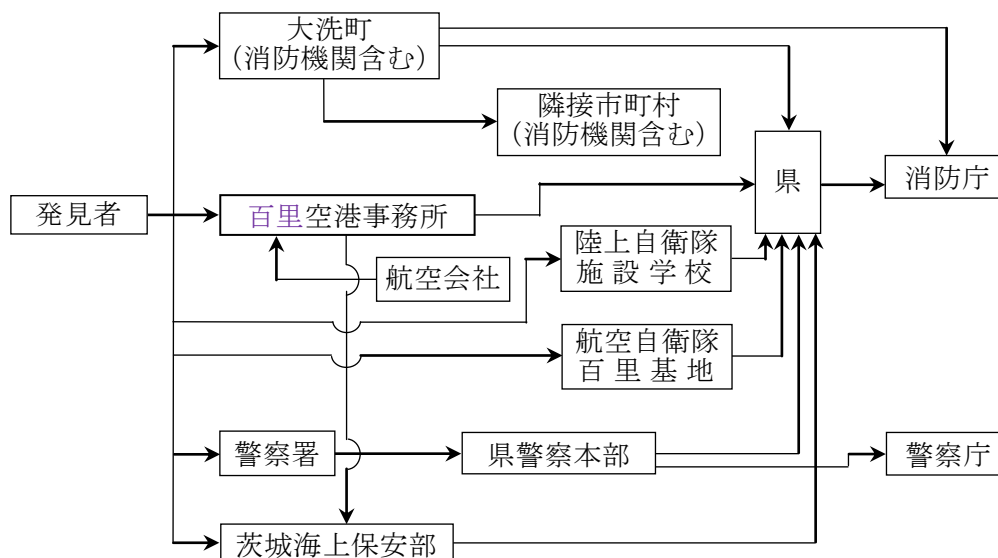 大洗町
（消防機関含む）
隣接市町村
（消防機関含む）
県
消防庁
発見者
百里空港事務所
陸上自衛隊
施設学校
航空会社
航空自衛隊
百里基地
警察署
県警察本部
警察庁
茨城海上保安部